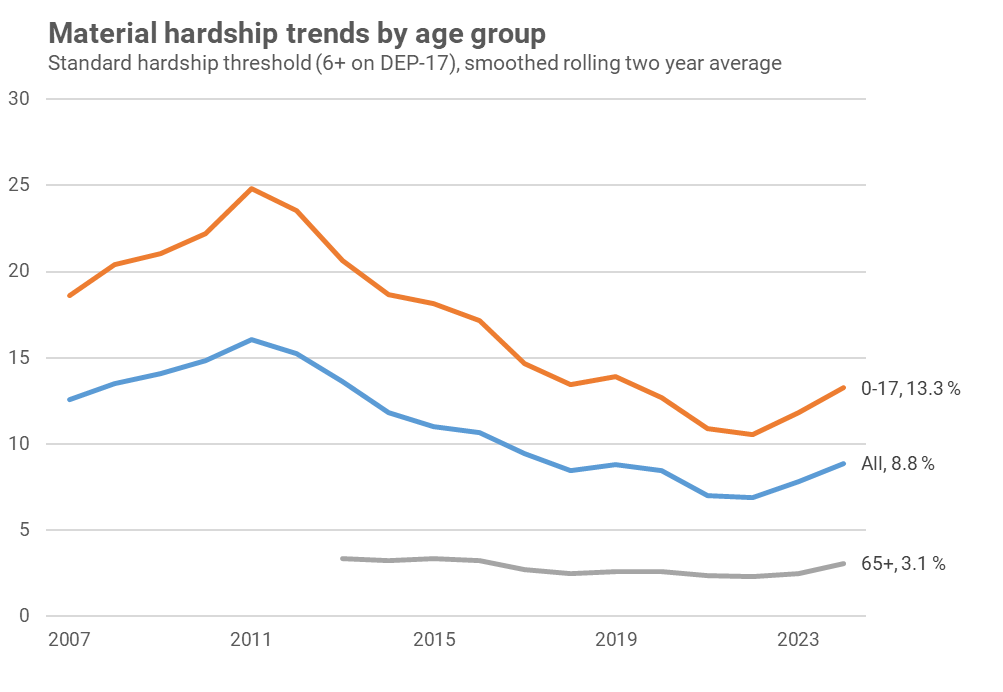 Material hardship trends by age group
Standard hardship threshold (6+ on DEP-17), smoothed rolling two year average
30
25
20
15
10
5
0
0-17, 13.3 %
All, 8.8 %
65+, 3.1 %
2007 2011 2015 2019 2023